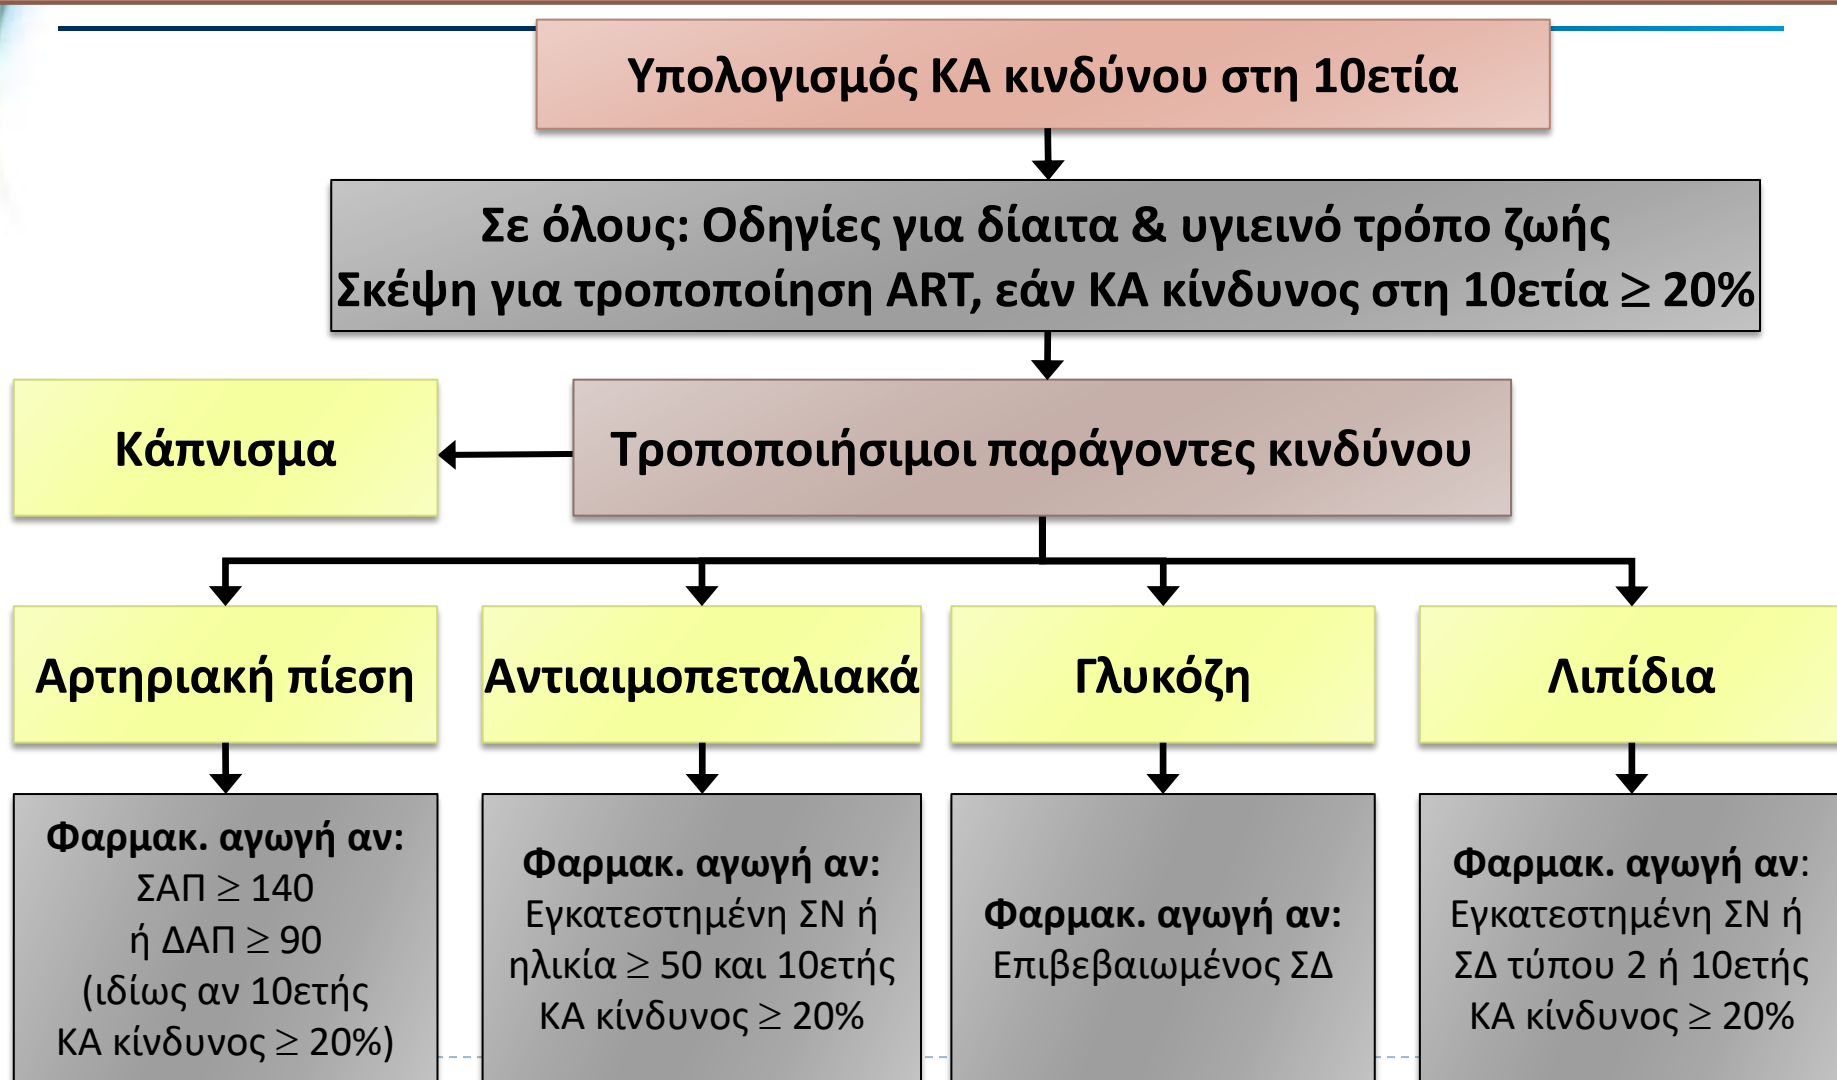 Υπολογισμός ΚΑ κινδύνου στη 10ετία
Σε όλους: Οδηγίες για δίαιτα & υγιεινό τρόπο ζωής
Σκέψη για τροποποίηση ART, εάν ΚΑ κίνδυνος στη 10ετία ≥ 20%
Κάπνισμα
Τροποποιήσιμοι παράγοντες κινδύνου
Αρτηριακή πίεση
Αντιαιμοπεταλιακά
Γλυκόζη
Λιπίδια
Φαρμακ. αγωγή αν:
ΣΑΠ ≥ 140
ή ΔΑΠ ≥ 90
(ιδίως αν 10ετής
ΚΑ κίνδυνος ≥ 20%)
Φαρμακ. αγωγή αν:
Εγκατεστημένη ΣΝ ή
ηλικία ≥ 50 και 10ετής
ΚΑ κίνδυνος ≥ 20%
Φαρμακ. αγωγή αν:
Επιβεβαιωμένος ΣΔ
Φαρμακ. αγωγή αν:
Εγκατεστημένη ΣΝ ή
ΣΔ τύπου 2 ή 10ετής
ΚΑ κίνδυνος ≥ 20%